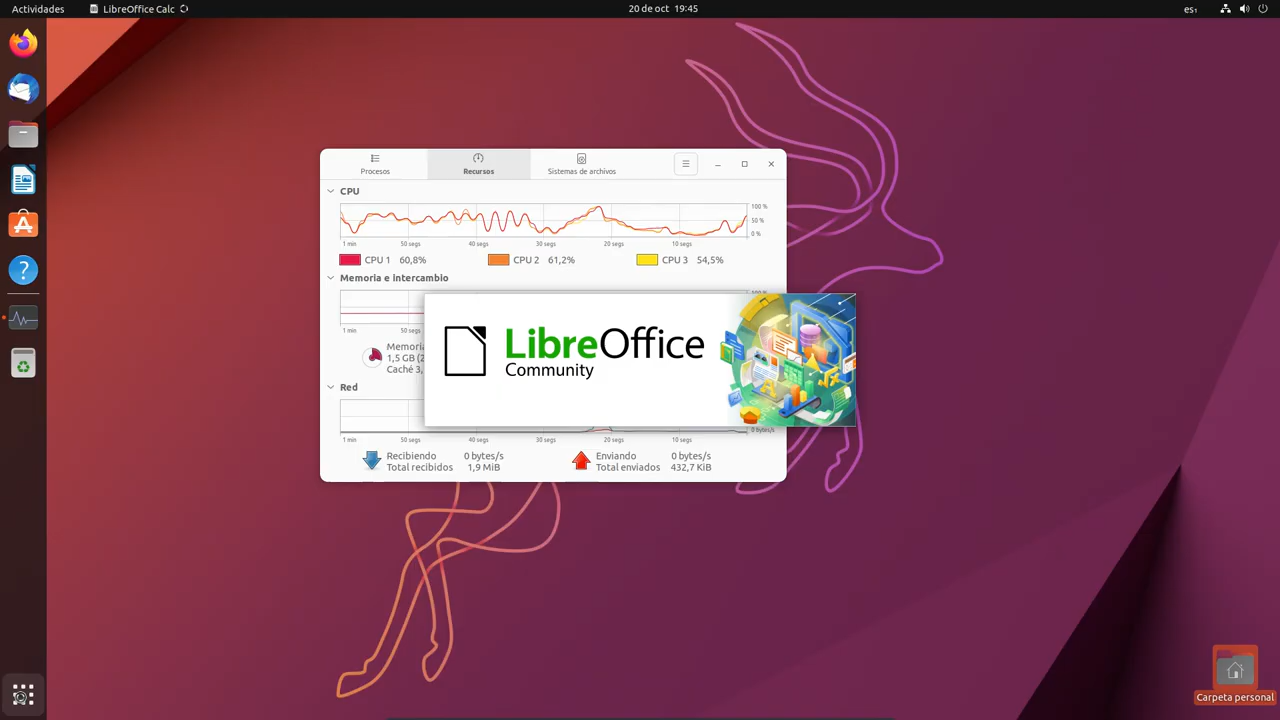 Actividades LibreOffice Calc 20 de oct 19:45 es₁
Procesos Recursos Sistemas de archivos
CPU
100 %
50 %
0 %
1 min 50 segs 40 segs 30 segs 20 segs 10 segs
CPU 1 60,8% CPU 2 61,2% CPU 3 54,5%
Memoria e intercambio
LibreOffice
Community
1 min 50 segs
1,5 GB (2
Caché 3,
Red
0 bytes/s
1 min 50 segs 40 segs 30 segs 20 segs 10 segs
Recibiendo 0 bytes/s Enviando 0 bytes/s
Total recibidos 1,9 MiB Total enviados 432,7 KiB
Carpeta personal